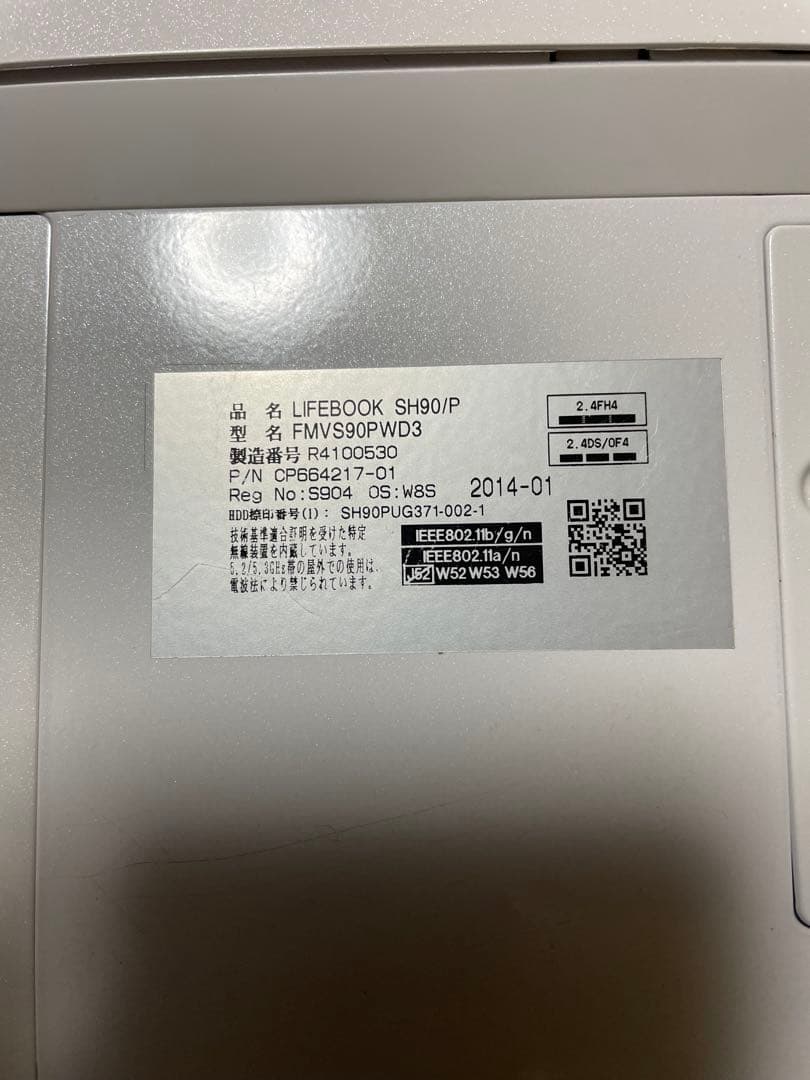 品 名 LIFEBOOK SH90/P
型 名 FMVS90PWD3
製造番号 R4100530
P/N CP664217-01
Reg No:S904 OS:W8S 2014-01
HDD捺印番号(1): SH90PUG371-002-1
技術基準適合証明を受けた特定
無線装置を内蔵しています。
5.2/5.3GHz帯の屋外での使用は、
電波法により禁じられています。
IEEE802.11b/g/n
IEEE802.11a/n
J52 W52 W53 W56
2.4FH4
2.4DS/OF4